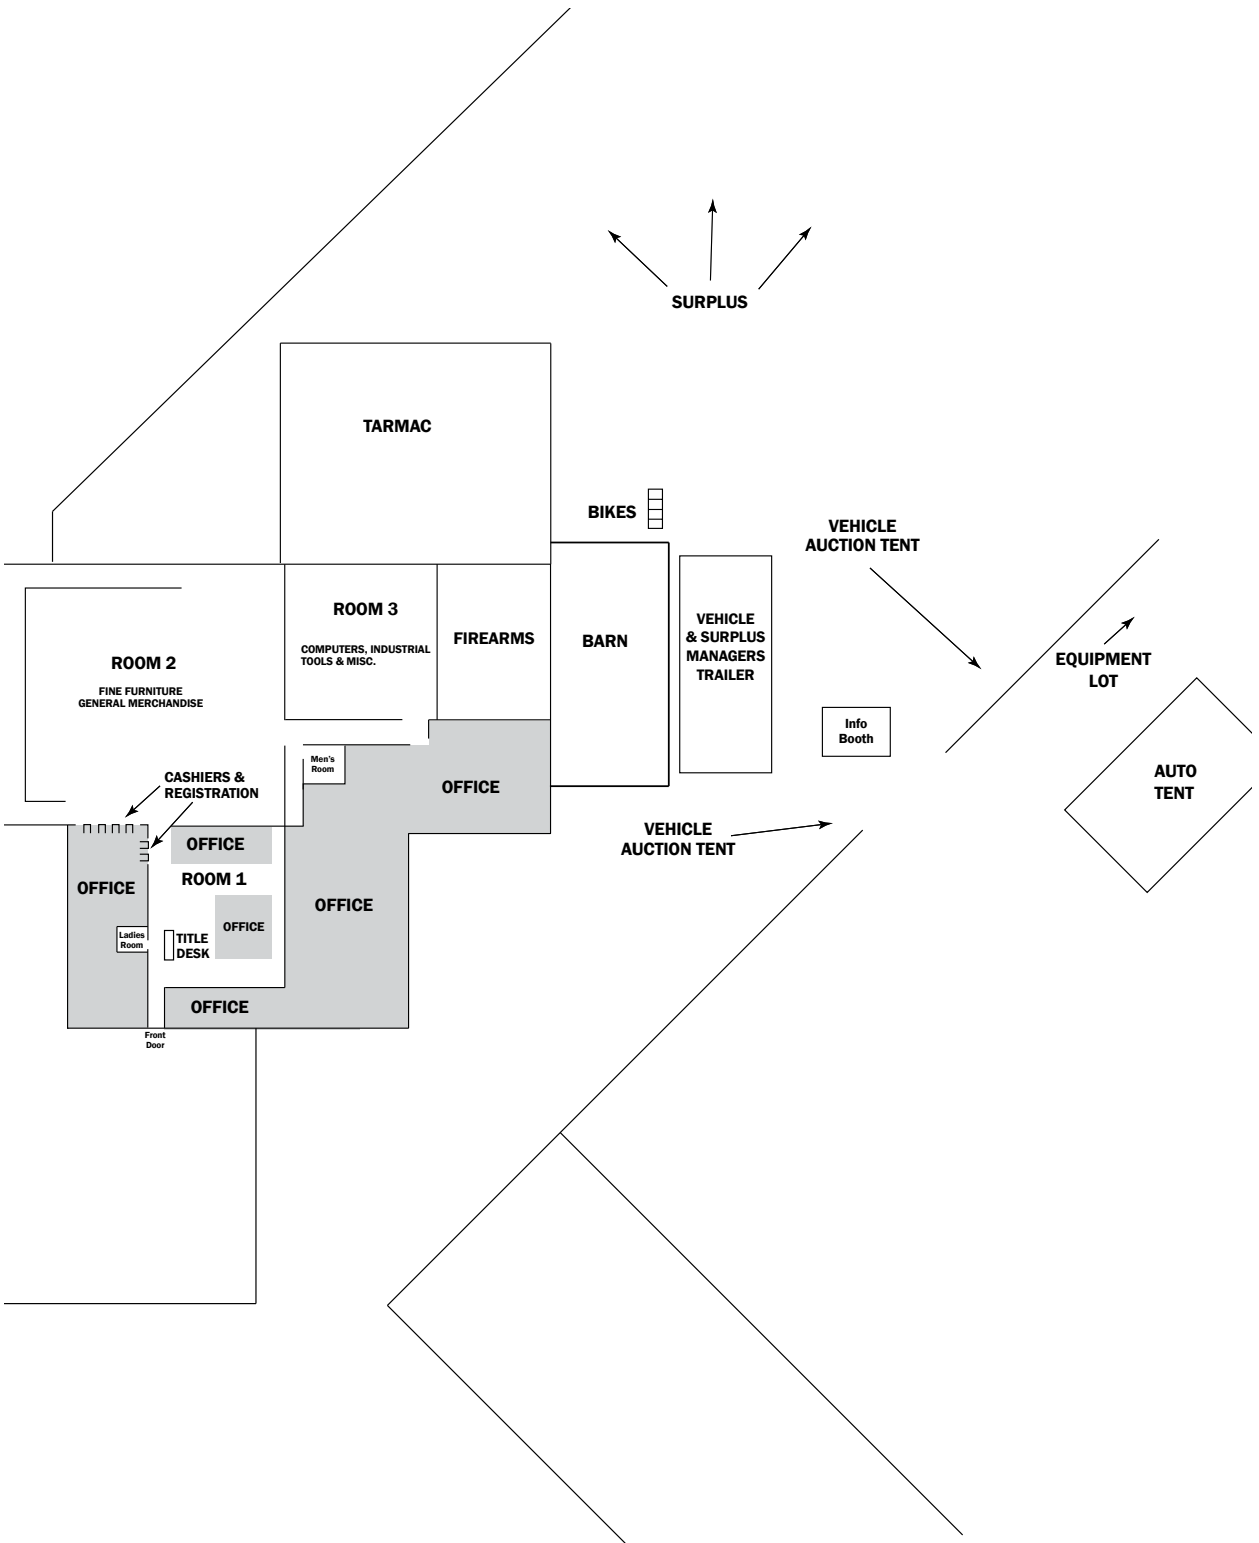 SURPLUS
TARMAC
BIKES
VEHICLE
AUCTION TENT
ROOM 3
COMPUTERS, INDUSTRIAL
TOOLS & MISC.
FIREARMS
BARN
VEHICLE
& SURPLUS
MANAGERS
TRAILER
EQUIPMENT
LOT
ROOM 2
FINE FURNITURE
GENERAL MERCHANDISE
Info
Booth
AUTO
TENT
Men's
Room
CASHIERS &
REGISTRATION
OFFICE
VEHICLE
AUCTION TENT
OFFICE
ROOM 1
OFFICE
OFFICE
OFFICE
Ladies
Room
TITLE
DESK
OFFICE
Front
Door